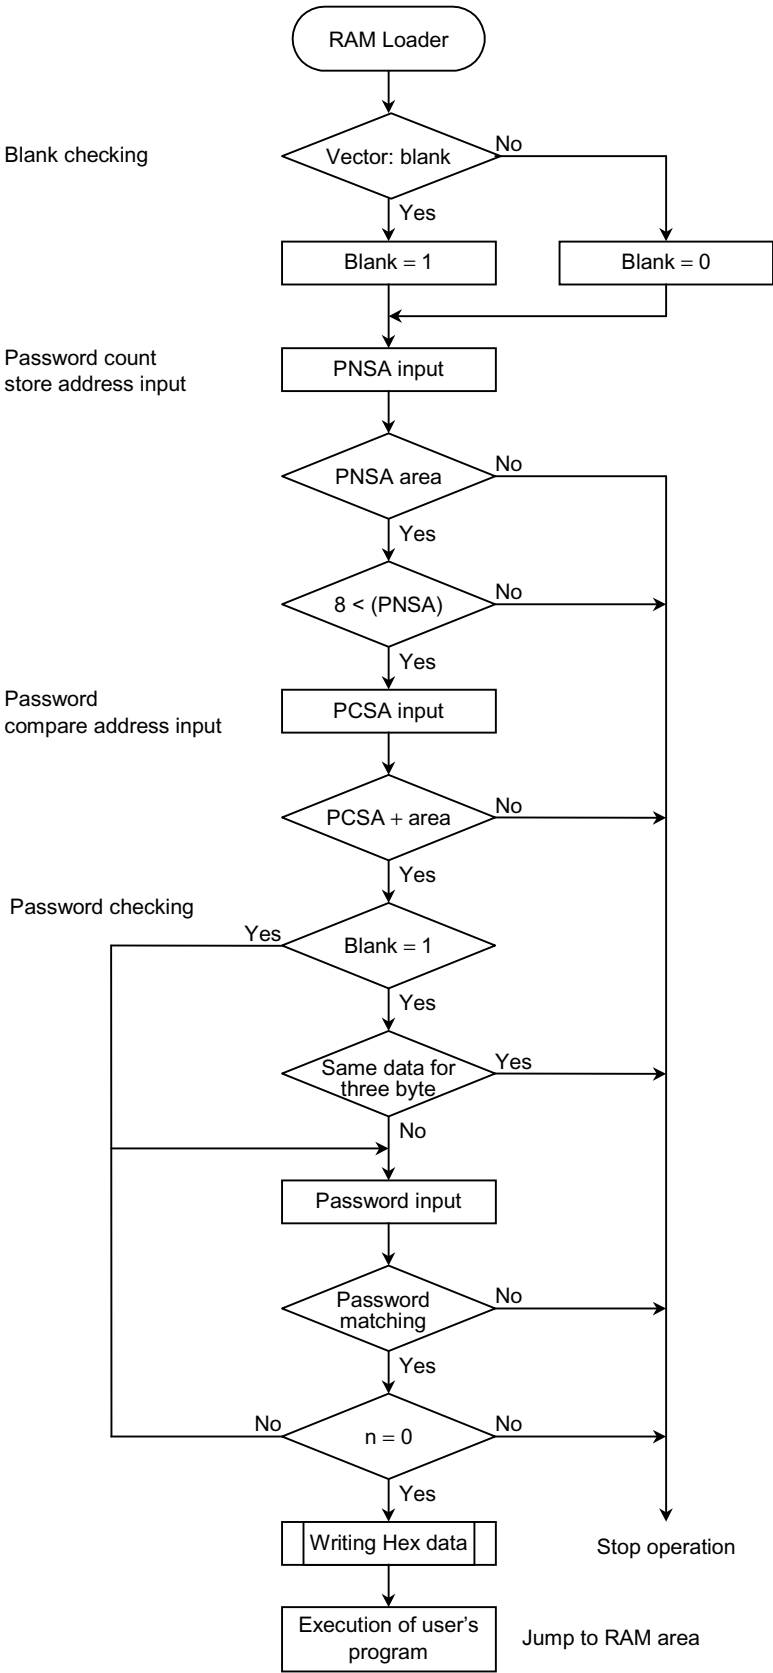 RAM Loader
Blank checking
Vector: blank
No
Yes
Blank = 1
Blank = 0
Password count
store address input
PNSA input
PNSA area
No
Yes
8 < (PNSA)
No
Yes
Password
compare address input
PCSA input
PCSA + area
No
Yes
Password checking
Yes
Blank = 1
Yes
Same data for
three byte
Yes
No
Password input
Password
matching
No
Yes
No
n = 0
No
Yes
Writing Hex data
Stop operation
Execution of user's
program
Jump to RAM area